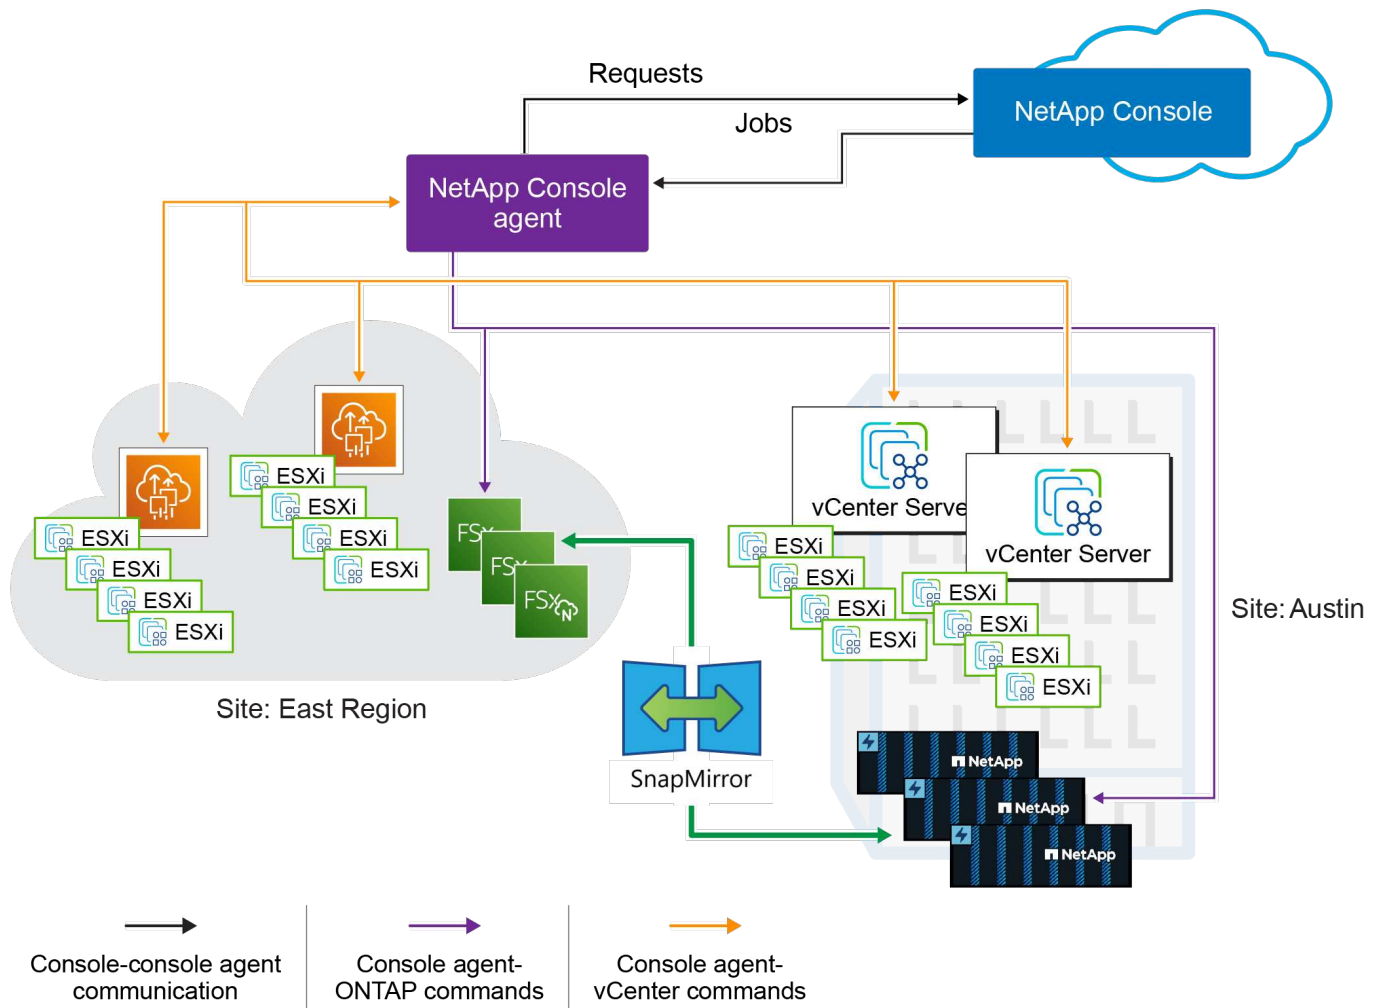 Requests
NetApp Console
Jobs
NetApp Console
agent
ESXi
ESXi
ESXi
ESXi
ESXi
ESXi
ESXi
ESXi
FSx
FSx
FSx
N
vCenter Serve
vCenter Server
ESXi
ESXi
ESXi
ESXi
ESXi
ESXi
ESXi
ESXi
Site: Austin
Site: East Region
SnapMirror
NetApp
NetApp
NetApp
Console-console agent
communication
Console agent-
ONTAP commands
Console agent-
vCenter commands